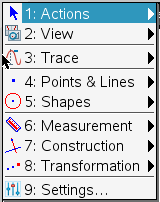 1: Actions
2: View
3: Trace
4: Points & Lines
5: Shapes
6: Measurement
7: Construction
8: Transformation
9: Settings...